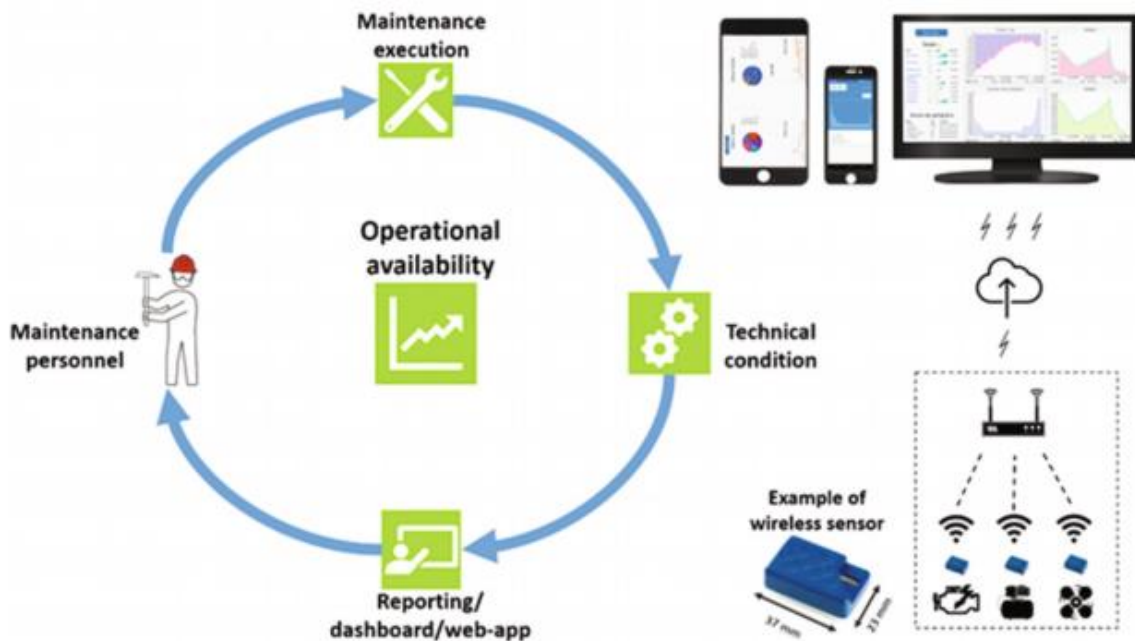 Maintenance
execution
Operational
availability
Maintenance
personnel
Technical
condition
Reporting/
dashboard/web-app
Example of
wireless sensor
37 mm
23 mm